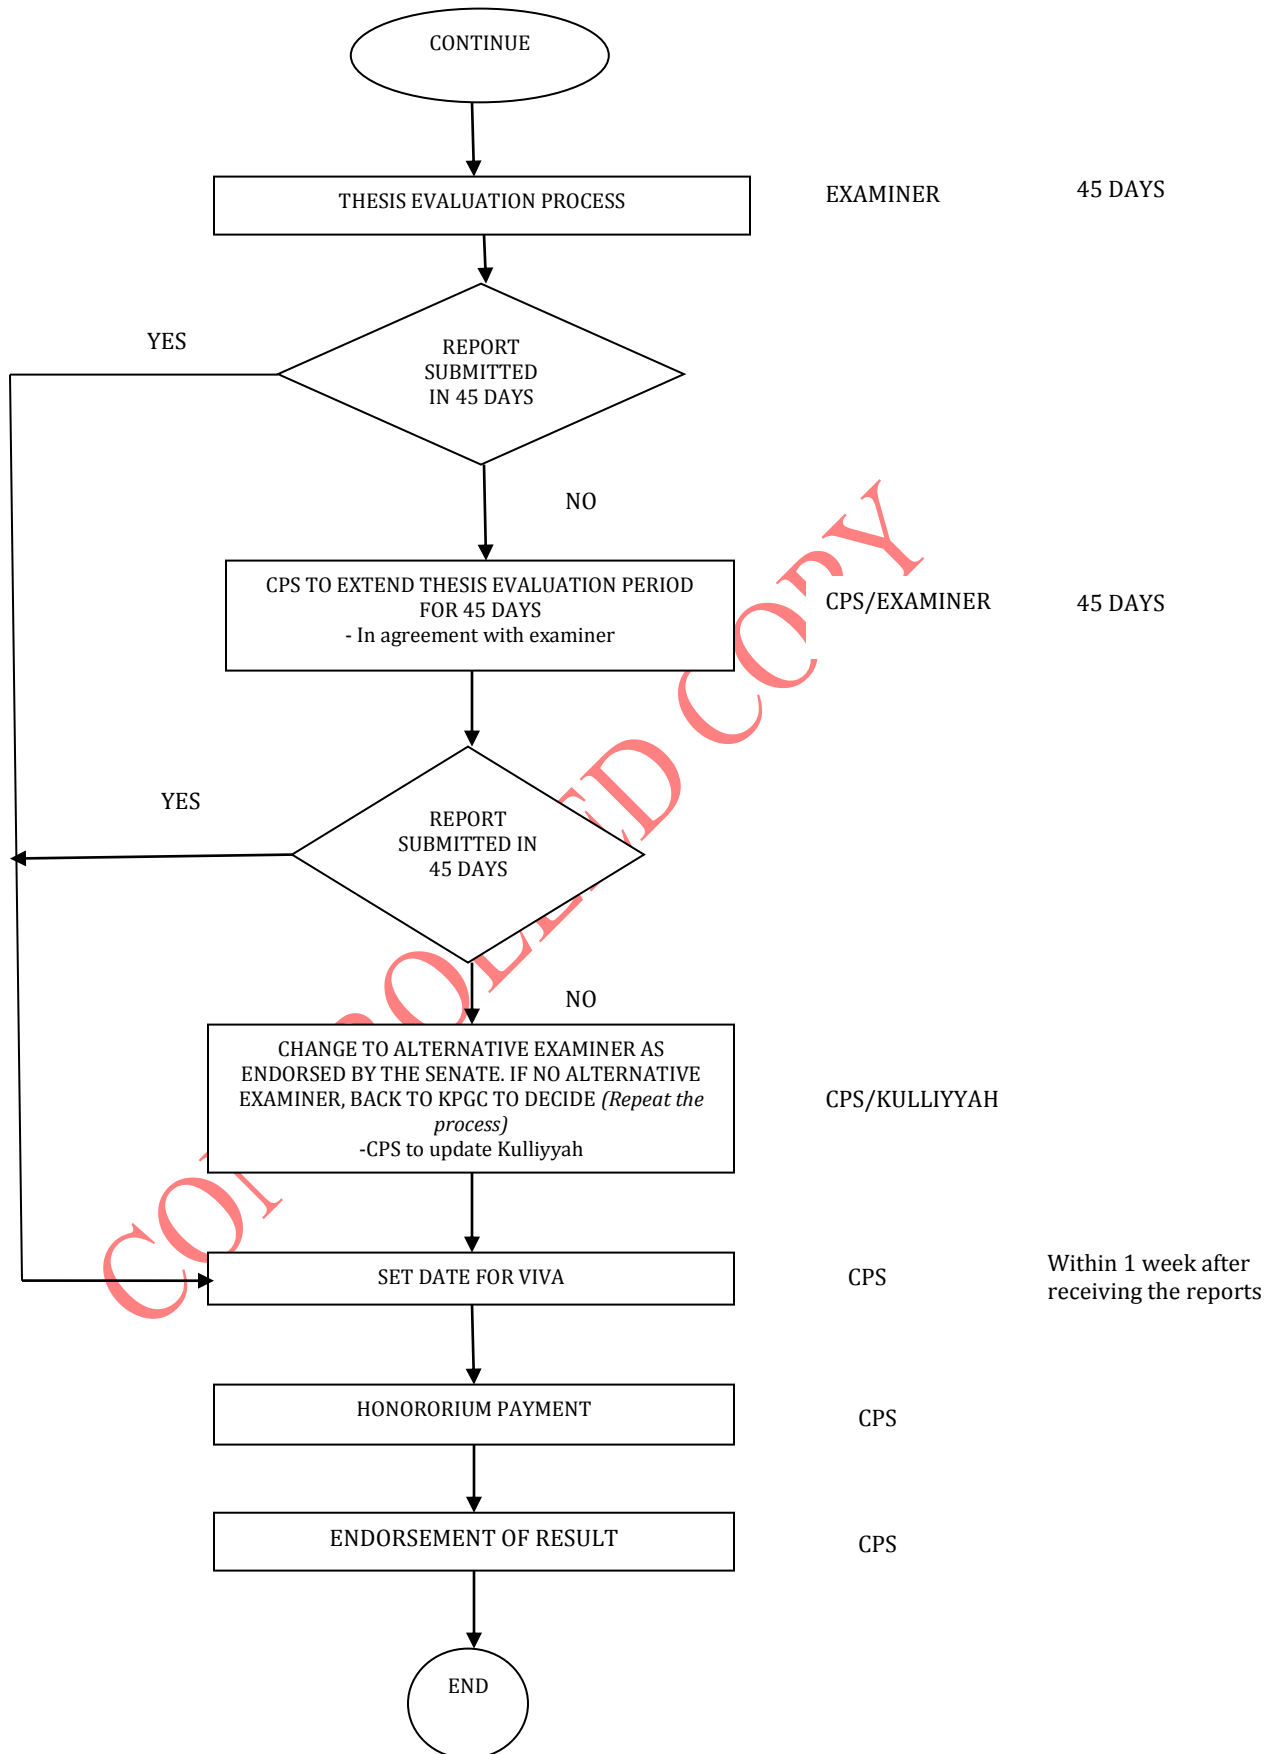 CONTINUE
THESIS EVALUATION PROCESS
EXAMINER
45 DAYS
YES
REPORT
SUBMITTED
IN 45 DAYS
NO
CPS TO EXTEND THESIS EVALUATION PERIOD
FOR 45 DAYS
- In agreement with examiner
CPS/EXAMINER
45 DAYS
YES
REPORT
SUBMITTED IN
45 DAYS
NO
CHANGE TO ALTERNATIVE EXAMINER AS
ENDORSED BY THE SENATE. IF NO ALTERNATIVE
EXAMINER, BACK TO KPGC TO DECIDE (Repeat the
process)
-CPS to update Kulliyyah
CPS/KULLIYYAH
SET DATE FOR VIVA
CPS
Within 1 week after
receiving the reports
HONORORIUM PAYMENT
CPS
ENDORSEMENT OF RESULT
CPS
END
COPY